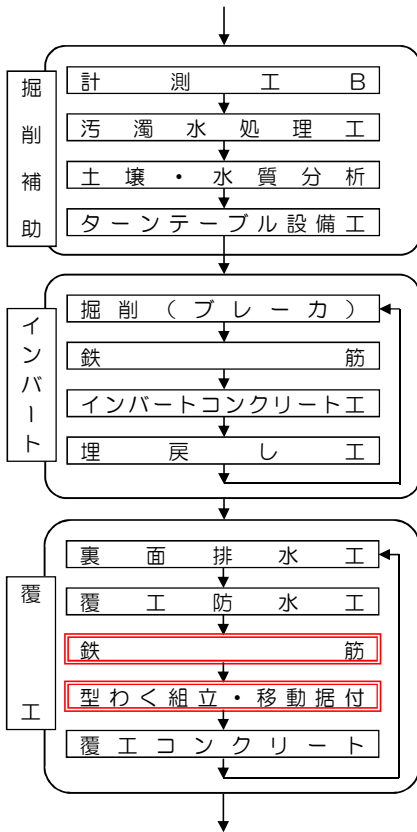 掘削補助
計測工B
汚濁水処理工
土壌・水質分析
ターンテーブル設備工
インバート
掘削(ブレーカ)
鉄筋
インバートコンクリート工
埋戻し工
覆工
裏面排水工
覆工防水工
鉄筋
型わく組立・移動据付
覆工コンクリート